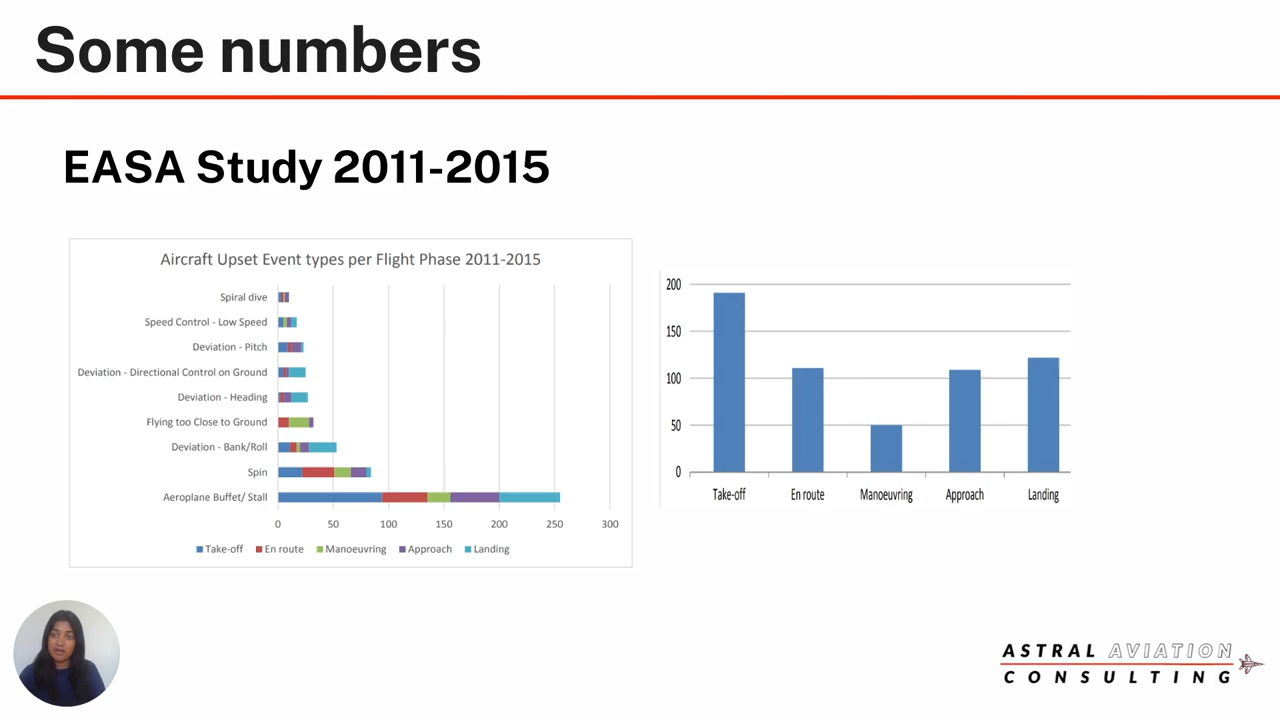 Some numbers
EASA Study 2011-2015
Aircraft Upset Event types per Flight Phase 2011-2015
Spiral dive
Speed Control - Low Speed
Deviation - Pitch
Deviation - Directional Control on Ground
Deviation - Heading
Flying too Close to Ground
Deviation - Bank/Roll
Spin
Aeroplane Buffet/ Stall
0 50 100 150 200 250 300
Take-off En route Manoeuvring Approach Landing
200
150
100
50
0
Take-off En route Manoeuvring Approach Landing
ASTRAL AVIATION
CONSULTING